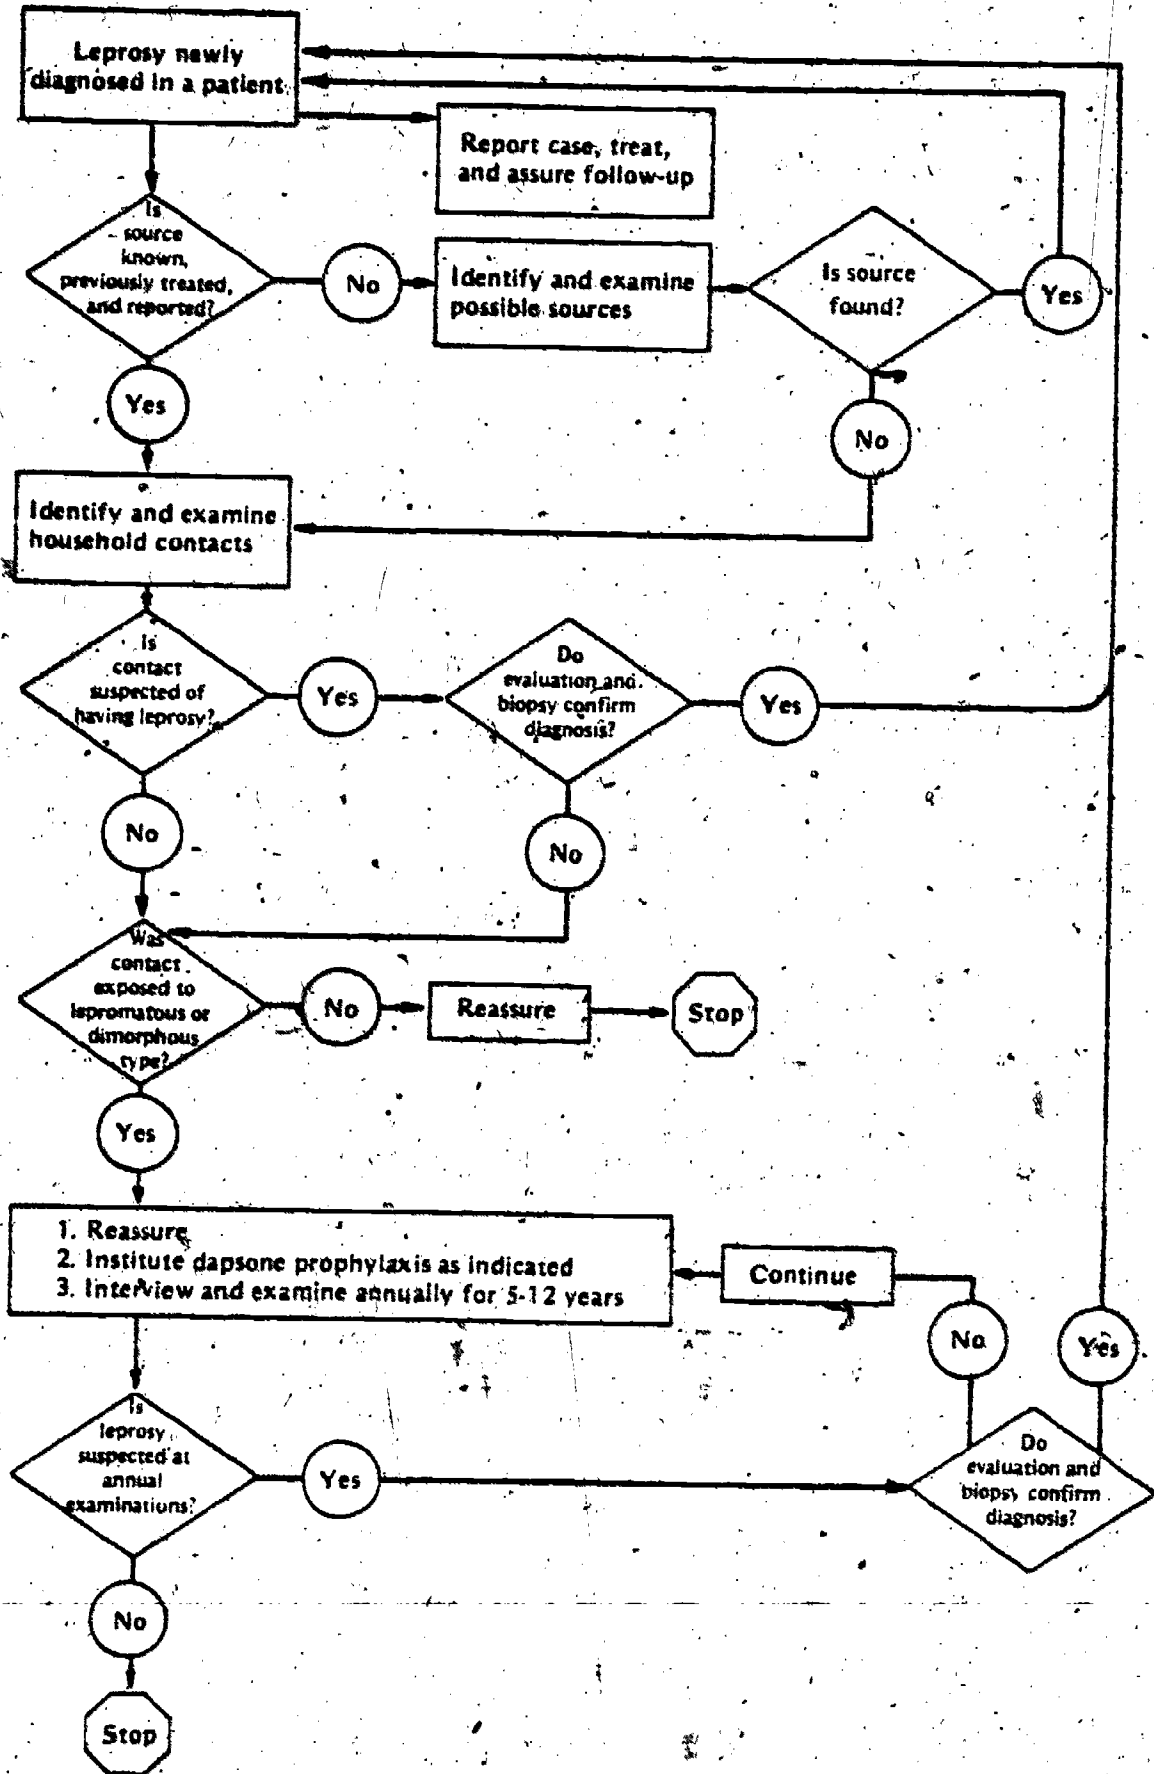 Leprosy newly
diagnosed in a patient
Report case, treat,
and assure follow-up
Is
source
known,
previously treated,
and reported?
No
Identify and examine
possible sources
Is source
found?
Yes
Yes
No
Identify and examine
household contacts
Is
contact
suspected of
having leprosy?
Yes
Do
evaluation and
biopsy confirm
diagnosis?
Yes
No
No
Was
contact
exposed to
lepromatous or
dimorphous
type?
No
Reassure
Stop
Yes
1. Reassure
2. Institute dapsone prophylaxis as indicated
3. Interview and examine annually for 5-12 years
Continue
No
Yes
Is
leprosy
suspected at
annual
examinations?
Yes
Do
evaluation and
biopsy confirm
diagnosis?
No
Stop